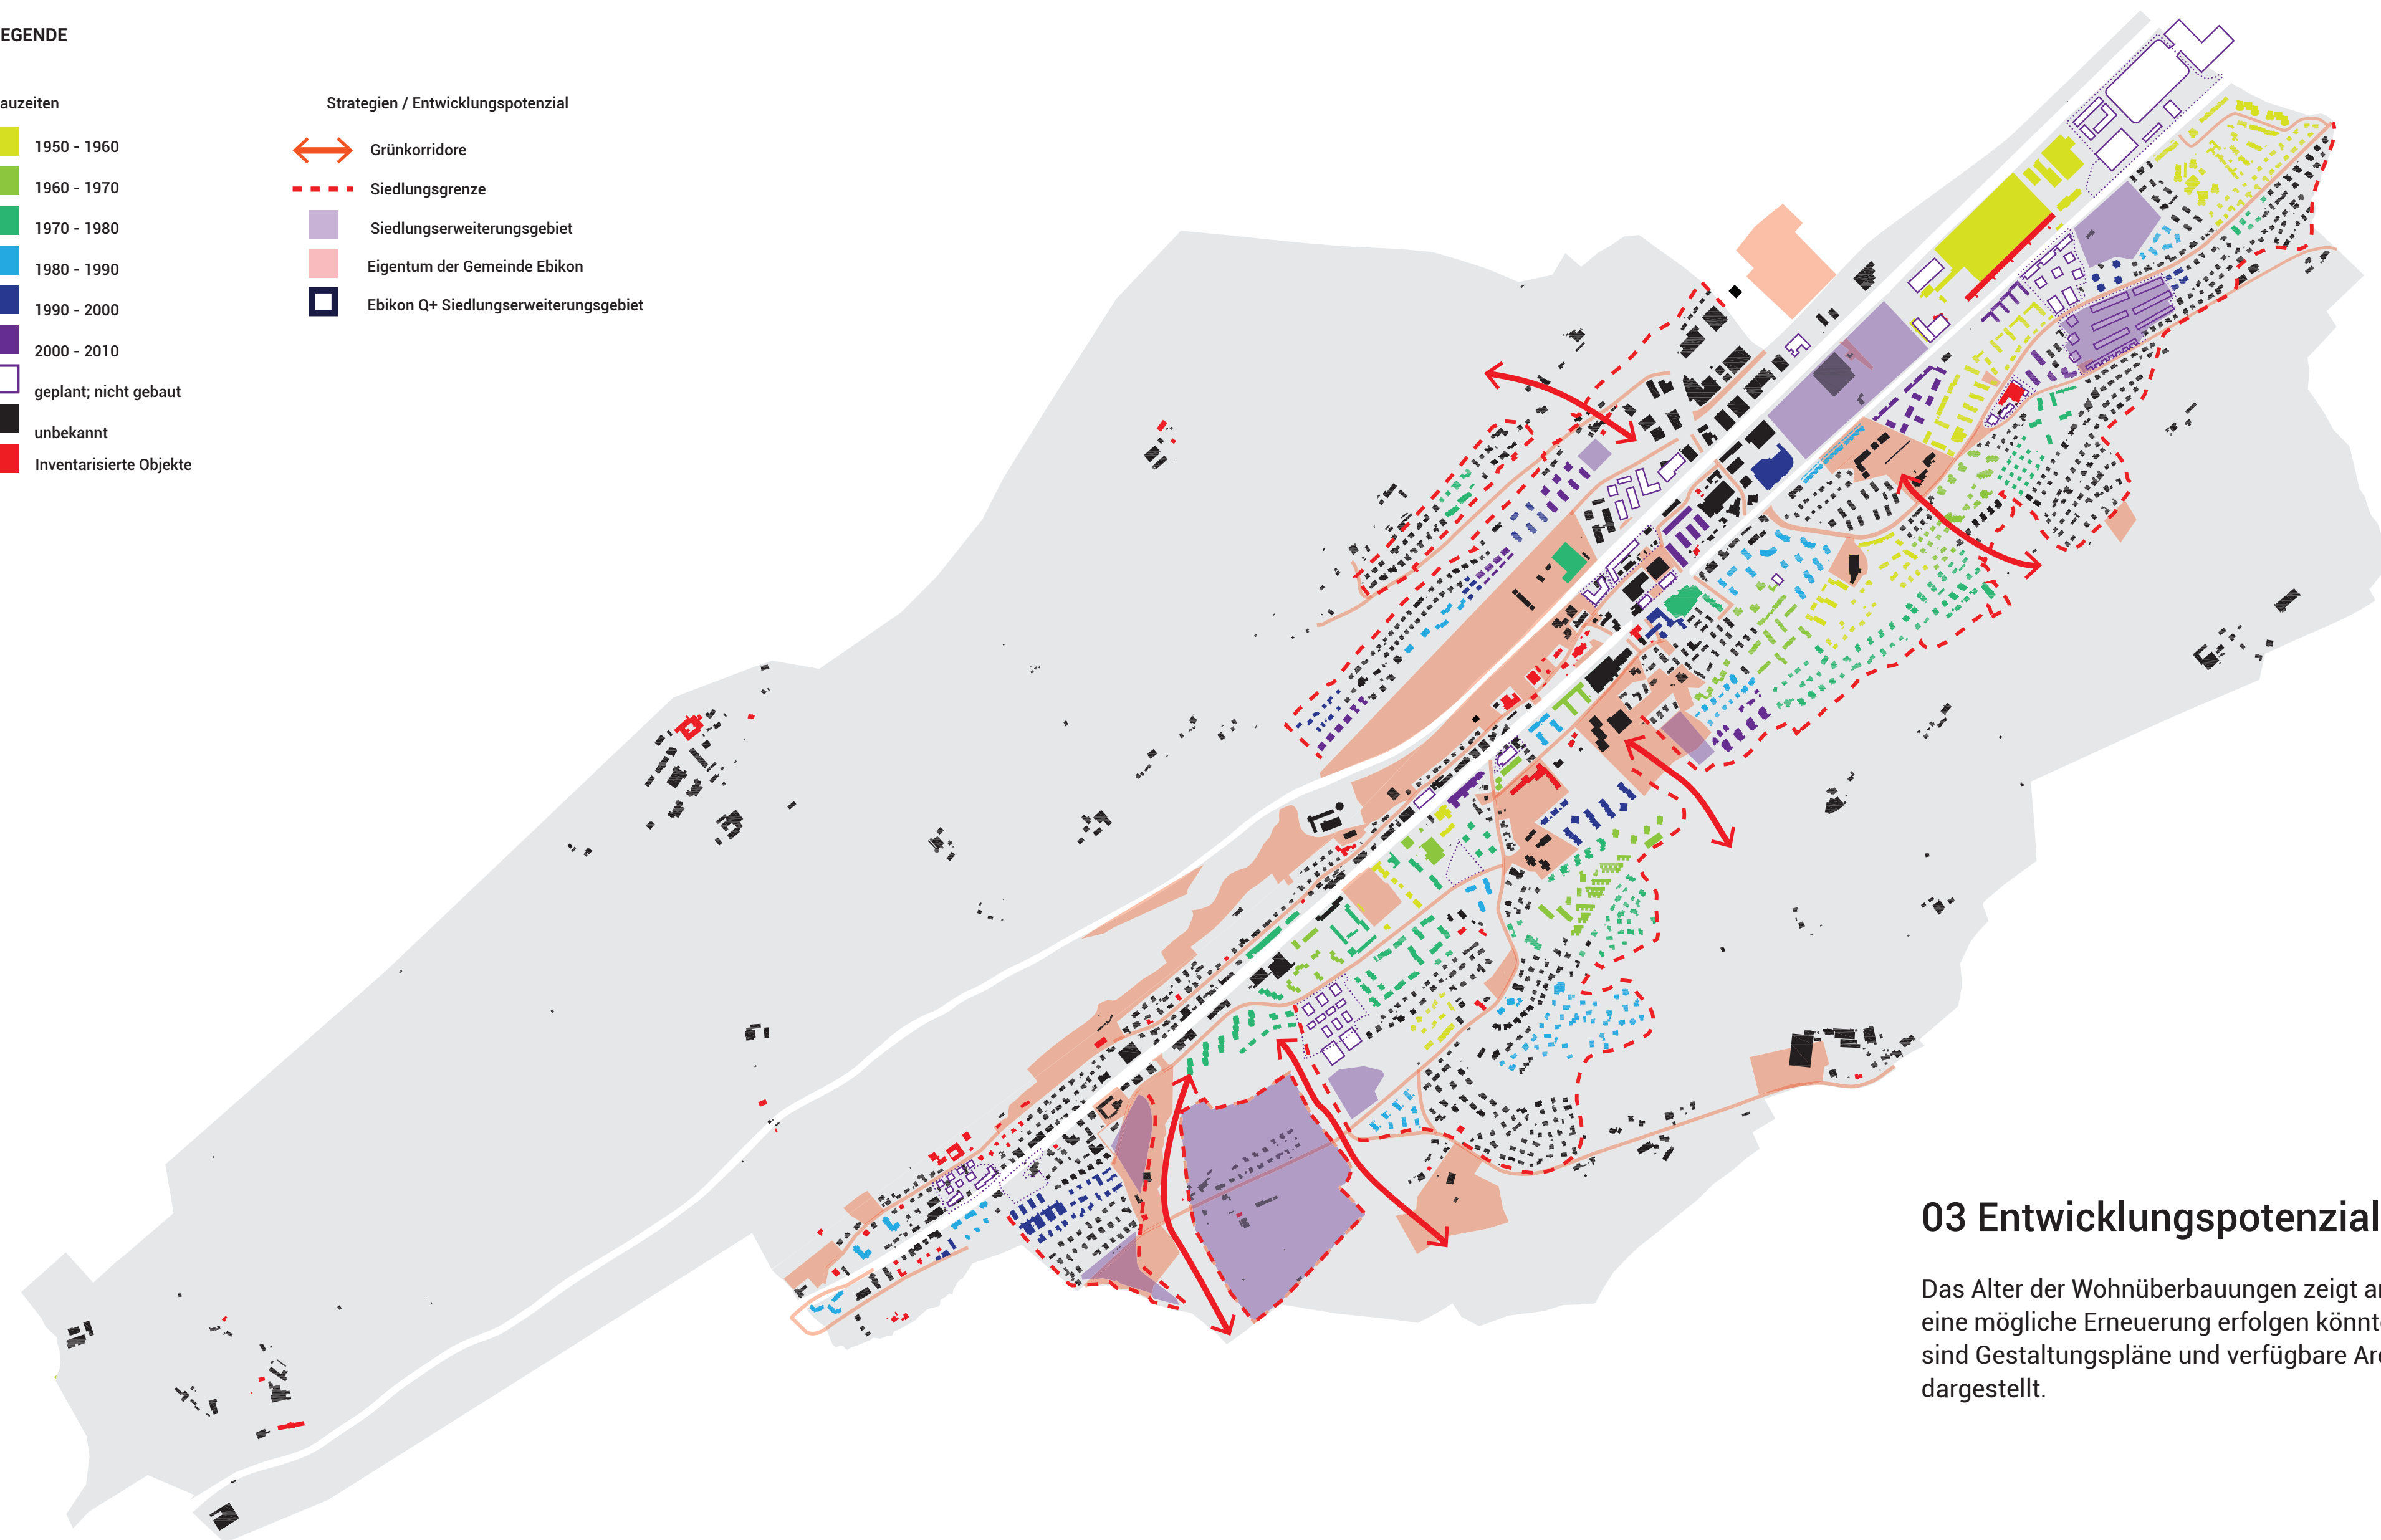 EGENDE
auzeiten
1950 - 1960
1960 - 1970
1970 - 1980
1980 - 1990
1990 - 2000
2000 - 2010
geplant; nicht gebaut
unbekannt
Inventarisierte Objekte
Strategien / Entwicklungspotenzial
Grünkorridore
Siedlungsgrenze
Siedlungserweiterungsgebiet
Eigentum der Gemeinde Ebikon
Ebikon Q+ Siedlungserweiterungsgebiet
03 Entwicklungspotenzial
Das Alter der Wohnüberbauungen zeigt a
eine mögliche Erneuerung erfolgen könnt
sind Gestaltungspläne und verfügbare Ar
dargestellt.